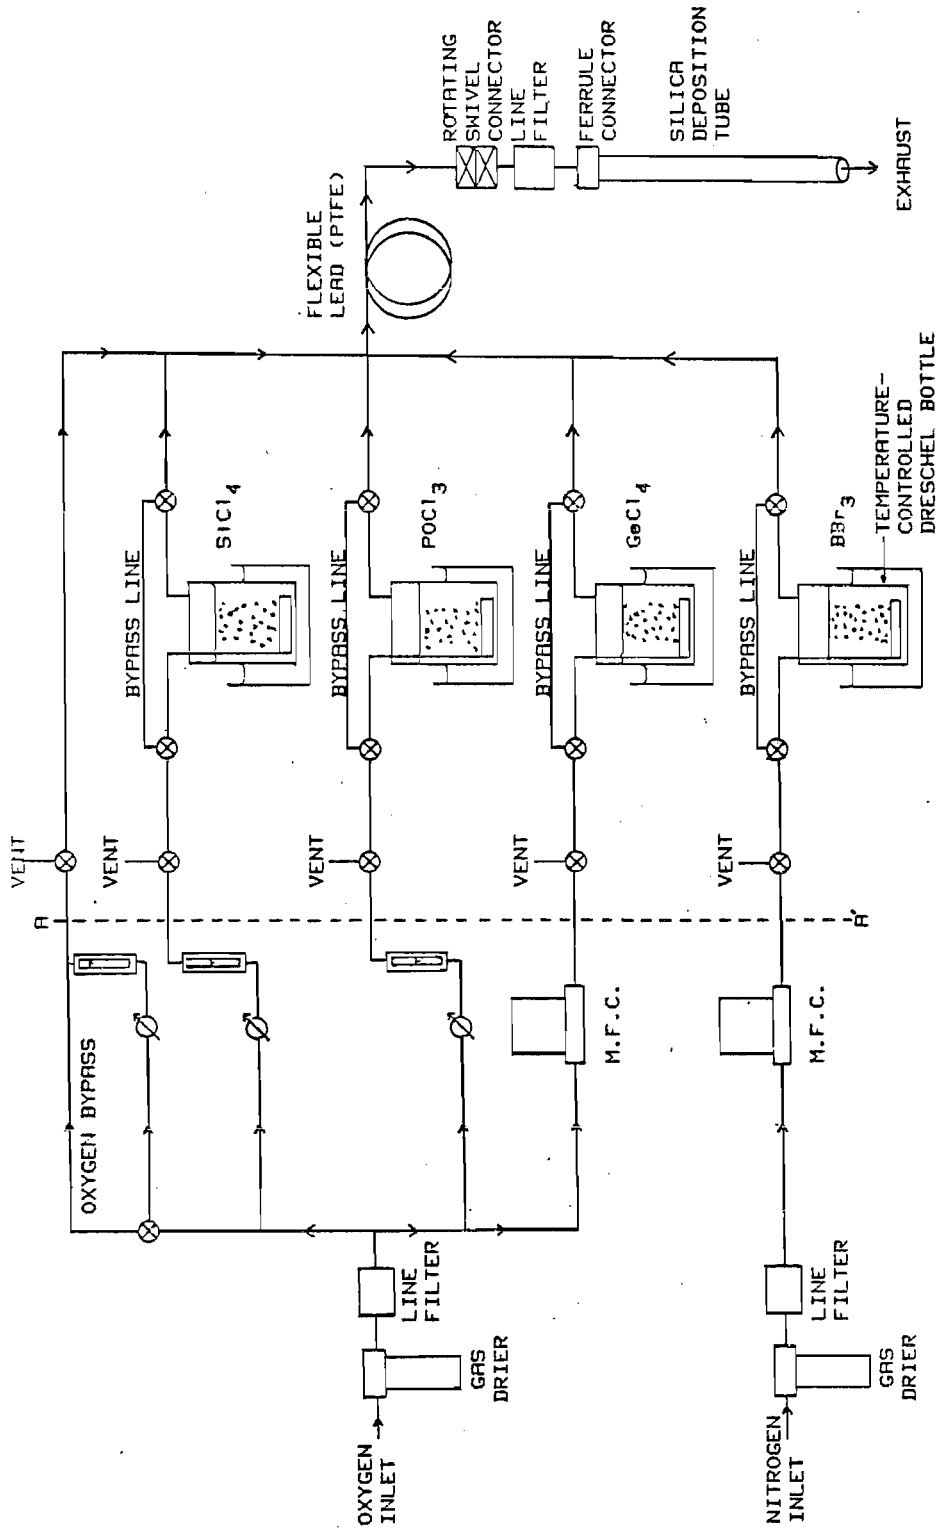 OXYGEN
INLET
GAS
DRIER
LINE
FILTER
OXYGEN BYPASS
A
VENT
VENT
BYPASS LINE
SiCl4
VENT
BYPASS LINE
POCl3
M.F.C.
VENT
BYPASS LINE
GeCl4
NITROGEN
INLET
GAS
DRIER
LINE
FILTER
M.F.C.
A'
VENT
BYPASS LINE
BBr3
TEMPERATURE-
CONTROLLED
DRESCHEL BOTTLE
FLEXIBLE
LEAD (PTFE)
ROTATING
SWIVEL
CONNECTOR
LINE
FILTER
FERRULE
CONNECTOR
SILICA
DEPOSITION
TUBE
EXHAUST